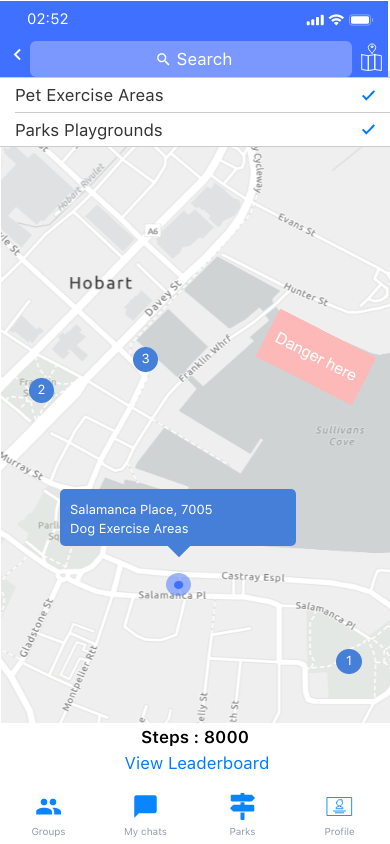 02:52
Search
Pet Exercise Areas
Parks Playgrounds
Cycleway
Hobart Rivulet
Evans St
A6
Hobart
Hunter St
Davey St
Franklin Whrf
Danger here
3
2
Sullivans
Cove
Murray St
Salamanca Place, 7005
Dog Exercise Areas
Castray Espl
Salamanca Pl
Salamanca Pl
Gladstone St
Montpelier Rtt
1
Steps : 8000
View Leaderboard
Groups
My chats
Parks
Profile